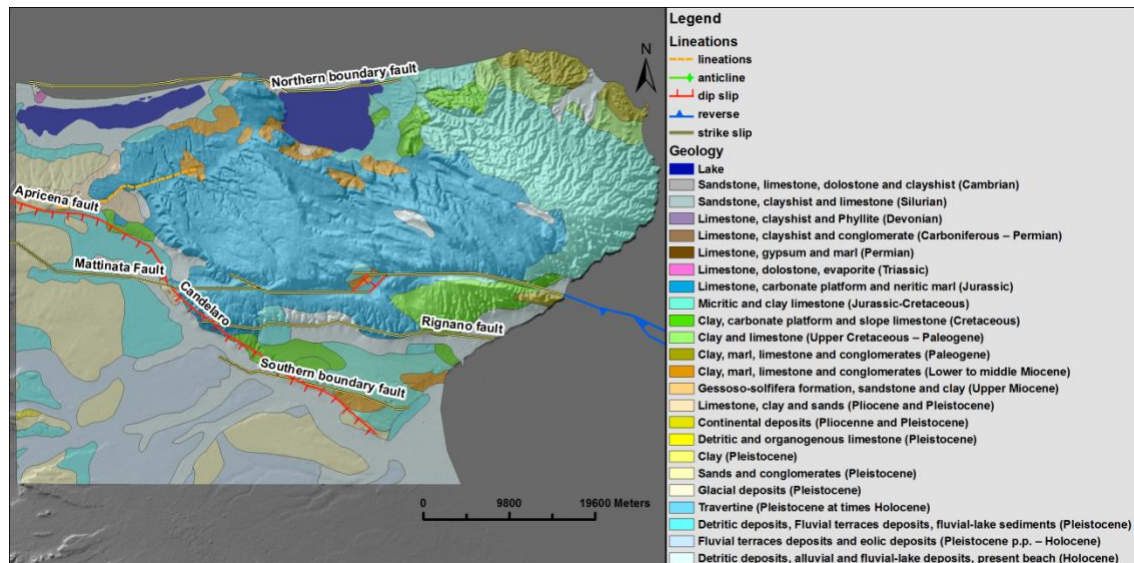 Northern boundary fault
N
Apricena fault
Mattinata Fault
Candelaro
Rignano fault
Southern boundary fault
0 9800 19600 Meters
Legend
Lineations
lineations
anticline
dip slip
reverse
strike slip
Geology
Lake
Sandstone, limestone, dolostone and clayshist (Cambrian)
Sandstone, clayshist and limestone (Silurian)
Limestone, clayshist and Phyllite (Devonian)
Limestone, clayshist and conglomerate (Carboniferous – Permian)
Limestone, gypsum and marl (Permian)
Limestone, dolostone, evaporite (Triassic)
Limestone, carbonate platform and neritic marl (Jurassic)
Micritic and clay limestone (Jurassic-Cretaceous)
Clay, carbonate platform and slope limestone (Cretaceous)
Clay and limestone (Upper Cretaceous – Paleogene)
Clay, marl, limestone and conglomerates (Paleogene)
Clay, marl, limestone and conglomerates (Lower to middle Miocene)
Gessoso-solfifera formation, sandstone and clay (Upper Miocene)
Limestone, clay and sands (Pliocene and Pleistocene)
Continental deposits (Pliocenne and Pleistocene)
Detritic and organogenous limestone (Pleistocene)
Clay (Pleistocene)
Sands and conglomerates (Pleistocene)
Glacial deposits (Pleistocene)
Travertine (Pleistocene at times Holocene)
Detritic deposits, Fluvial terraces deposits, fluvial-lake sediments (Pleistocene)
Fluvial terraces deposits and eolic deposits (Pleistocene p.p. – Holocene)
Detritic deposits, alluvial and fluvial-lake deposits, present beach (Holocene)